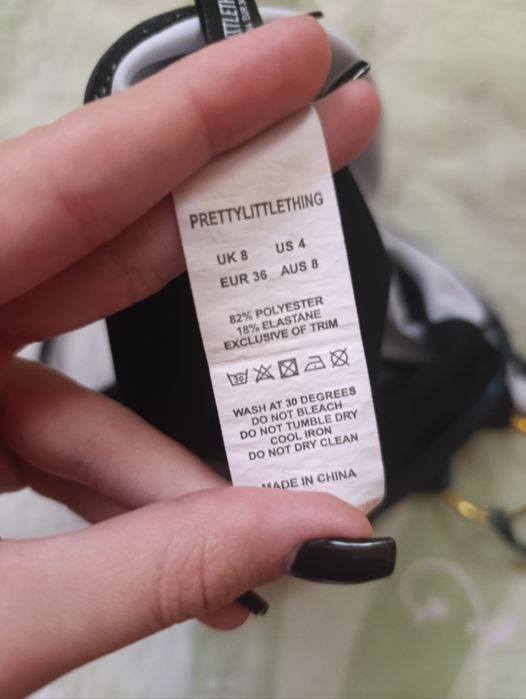 PRETTYLITTLETHING
UK 8 US 4
EUR 36 AUS 8
82% POLYESTER
18% ELASTANE
EXCLUSIVE OF TRIM
30
WASH AT 30 DEGREES
DO NOT BLEACH
DO NOT TUMBLE DRY
COOL IRON
DO NOT DRY CLEAN
MADE IN CHINA